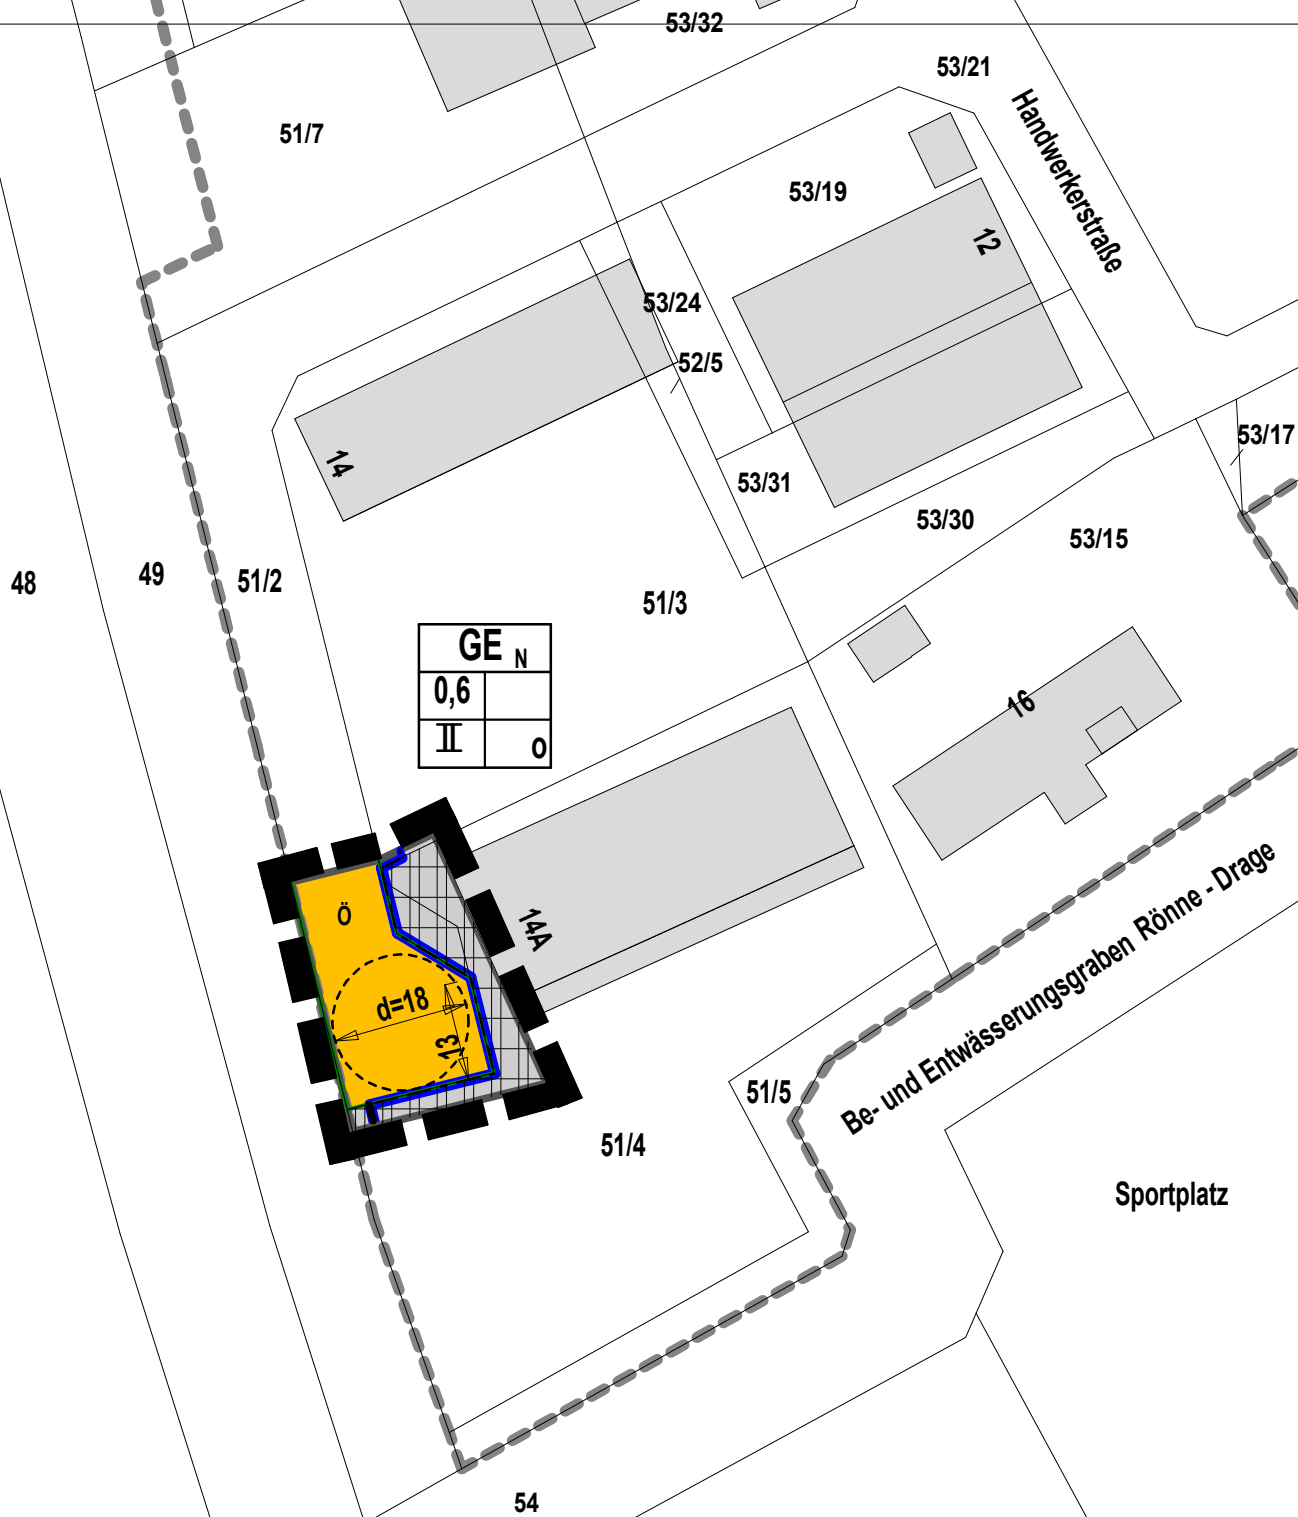 53/32
53/21
51/7
Handwerkerstraße
53/19
12
53/24
52/5
53/17
14
53/31
53/30
53/15
48
49
51/2
51/3
GE N
0,6
II
o
16
Ö
14A
d=18
13
Be- und Entwässerungsgraben Rönne - Drage
51/5
51/4
Sportplatz
54